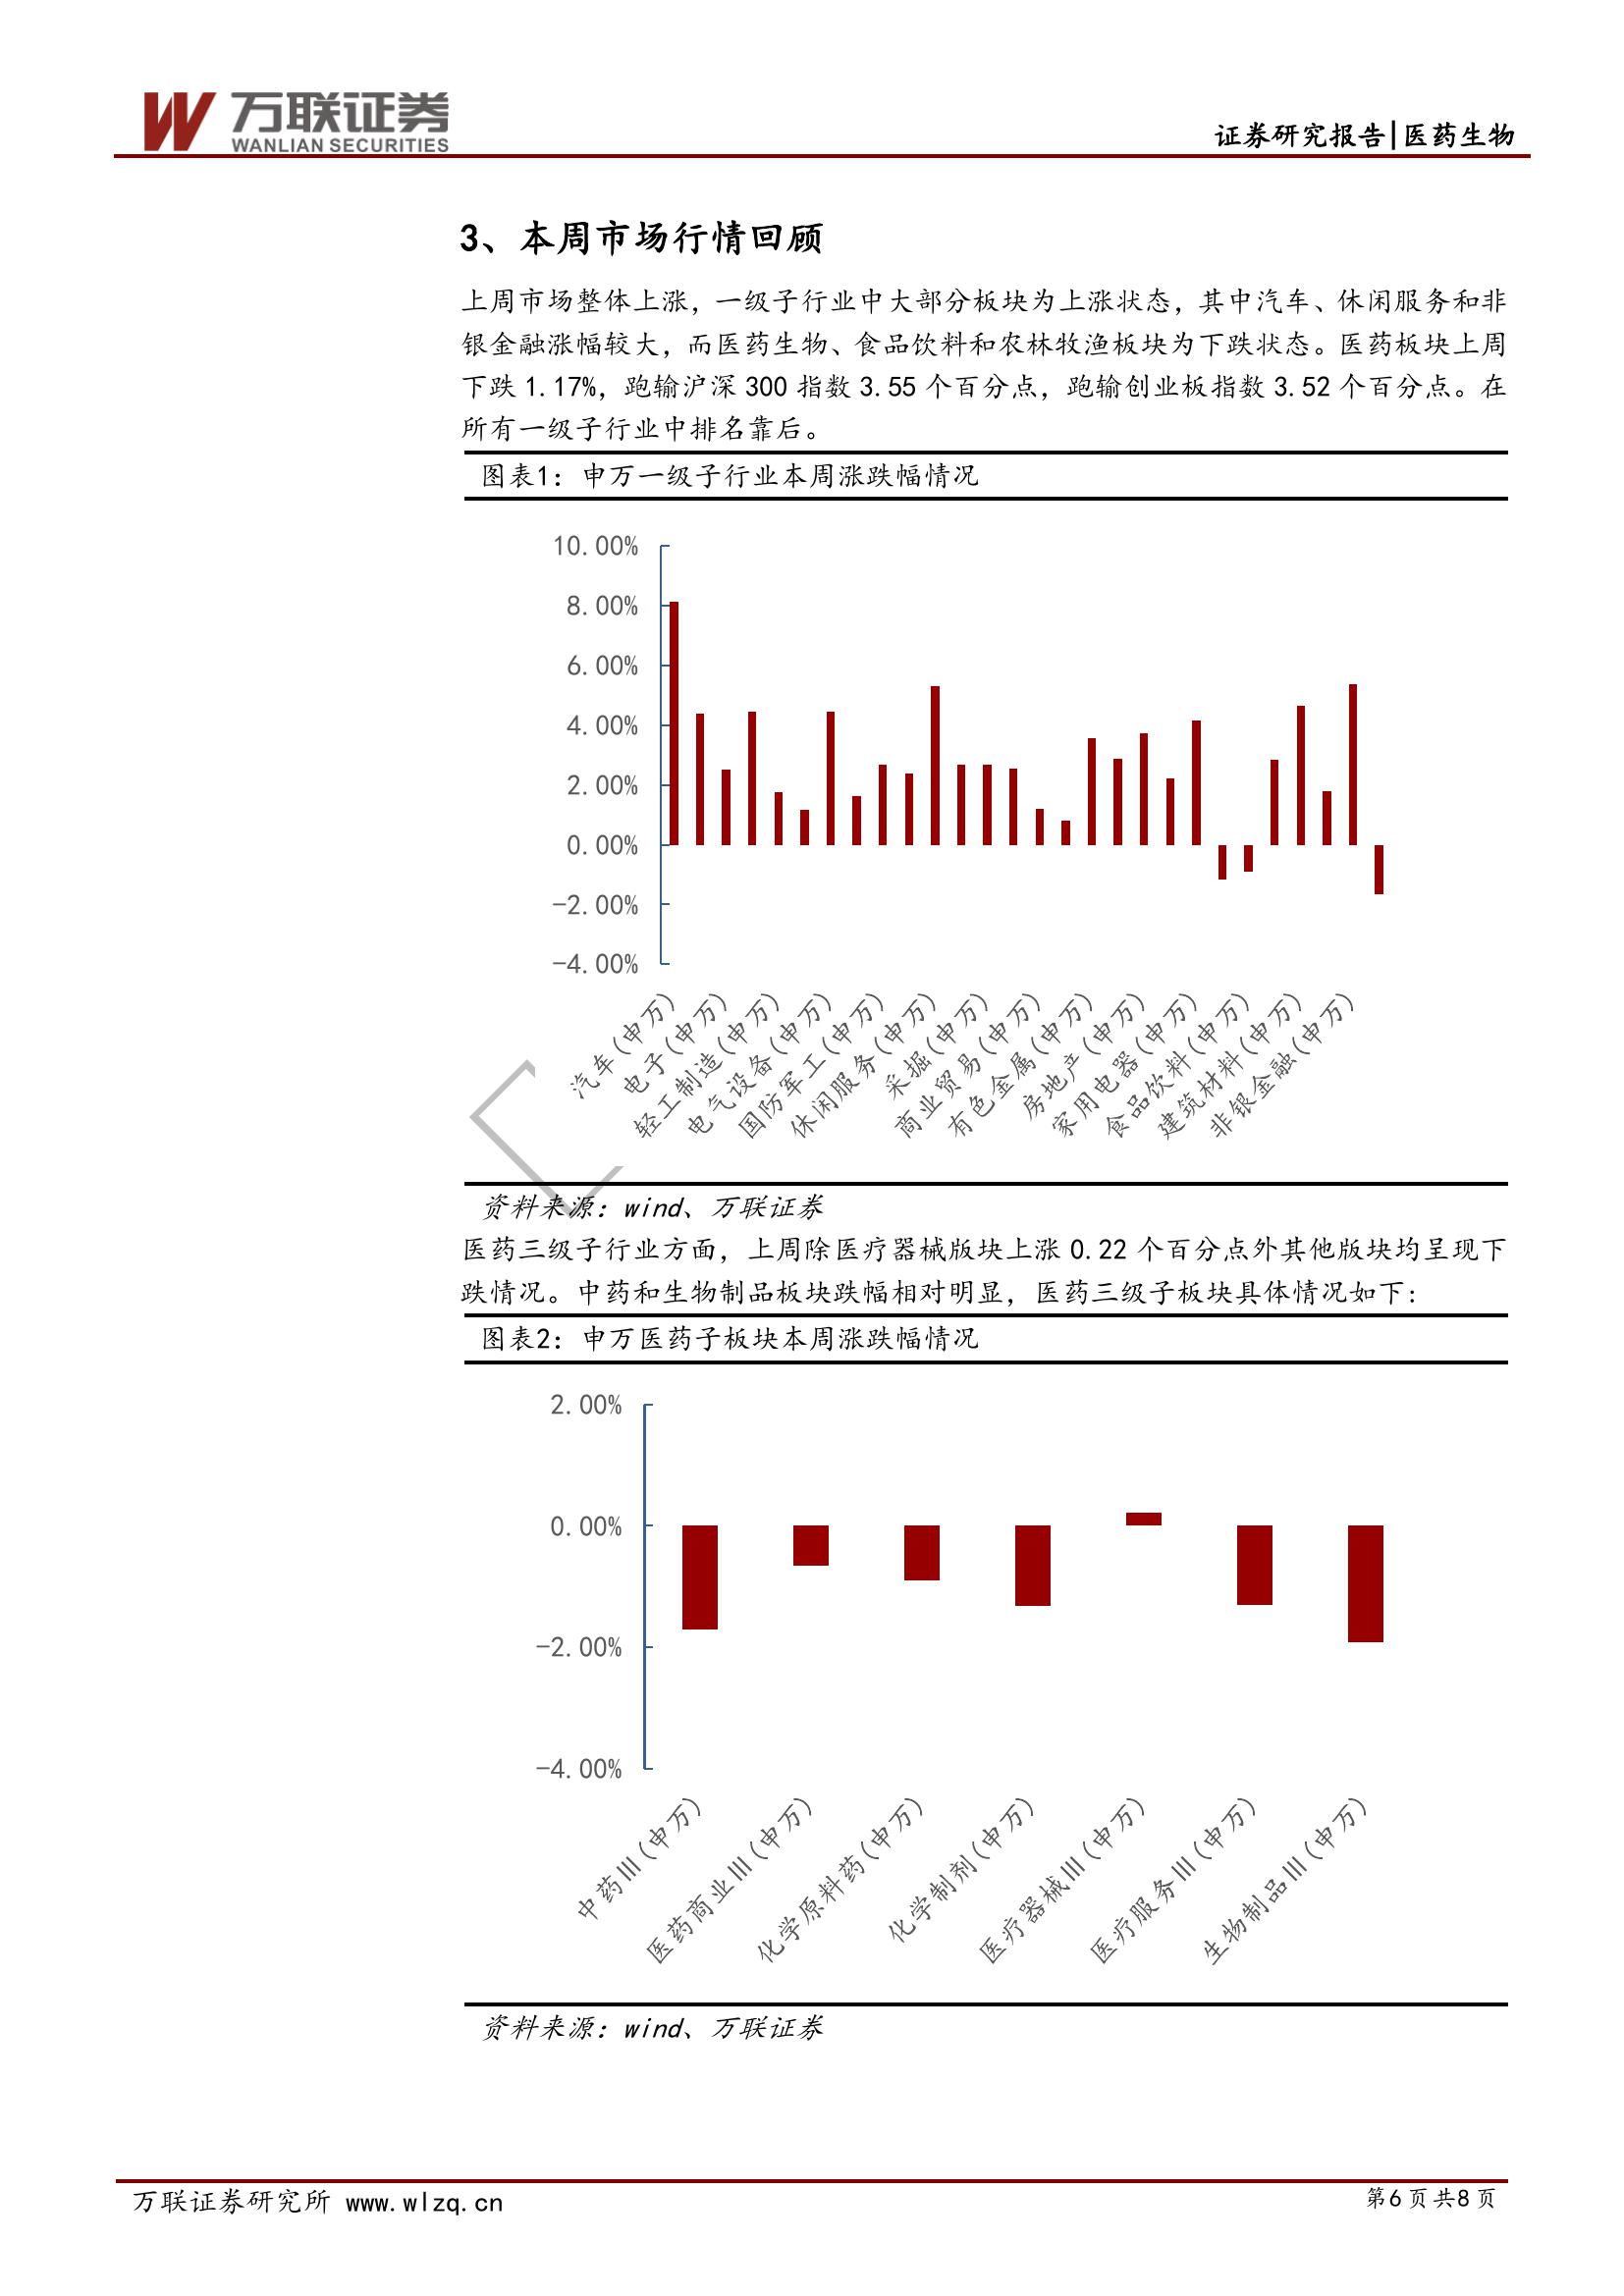 万联证券
WANLIAN SECURITIES
证券研究报告|医药生物
3、本周市场行情回顾
上周市场整体上涨，一级子行业中大部分板块为上涨状态，其中汽车、休闲服务和非
银金融涨幅较大，而医药生物、食品饮料和农林牧渔板块为下跌状态。医药板块上周
下跌 1.17%，跑输沪深 300 指数 3.55 个百分点，跑输创业板指数 3.52 个百分点。在
所有一级子行业中排名靠后。
图表1：申万一级子行业本周涨跌幅情况
10.00%
8.00%
6.00%
4.00%
2.00%
0.00%
-2.00%
-4.00%
汽车(申万)
电子(申万)
轻工制造(申万)
电气设备(申万)
国防军工(申万)
休闲服务(申万)
采掘(申万)
商业贸易(申万)
有色金属(申万)
房地产(申万)
家用电器(申万)
食品饮料(申万)
建筑材料(申万)
非银金融(申万)
资料来源：wind、万联证券
医药三级子行业方面，上周除医疗器械版块上涨 0.22 个百分点外其他版块均呈现下
跌情况。中药和生物制品板块跌幅相对明显，医药三级子板块具体情况如下：
图表2：申万医药子板块本周涨跌幅情况
2.00%
0.00%
-2.00%
-4.00%
中药Ⅲ(申万)
医药商业Ⅲ(申万)
化学原料药(申万)
化学制剂(申万)
医疗器械Ⅲ(申万)
医疗服务Ⅲ(申万)
生物制品Ⅲ(申万)
资料来源：wind、万联证券
万联证券研究所 www.wlzq.cn
第6页共8页